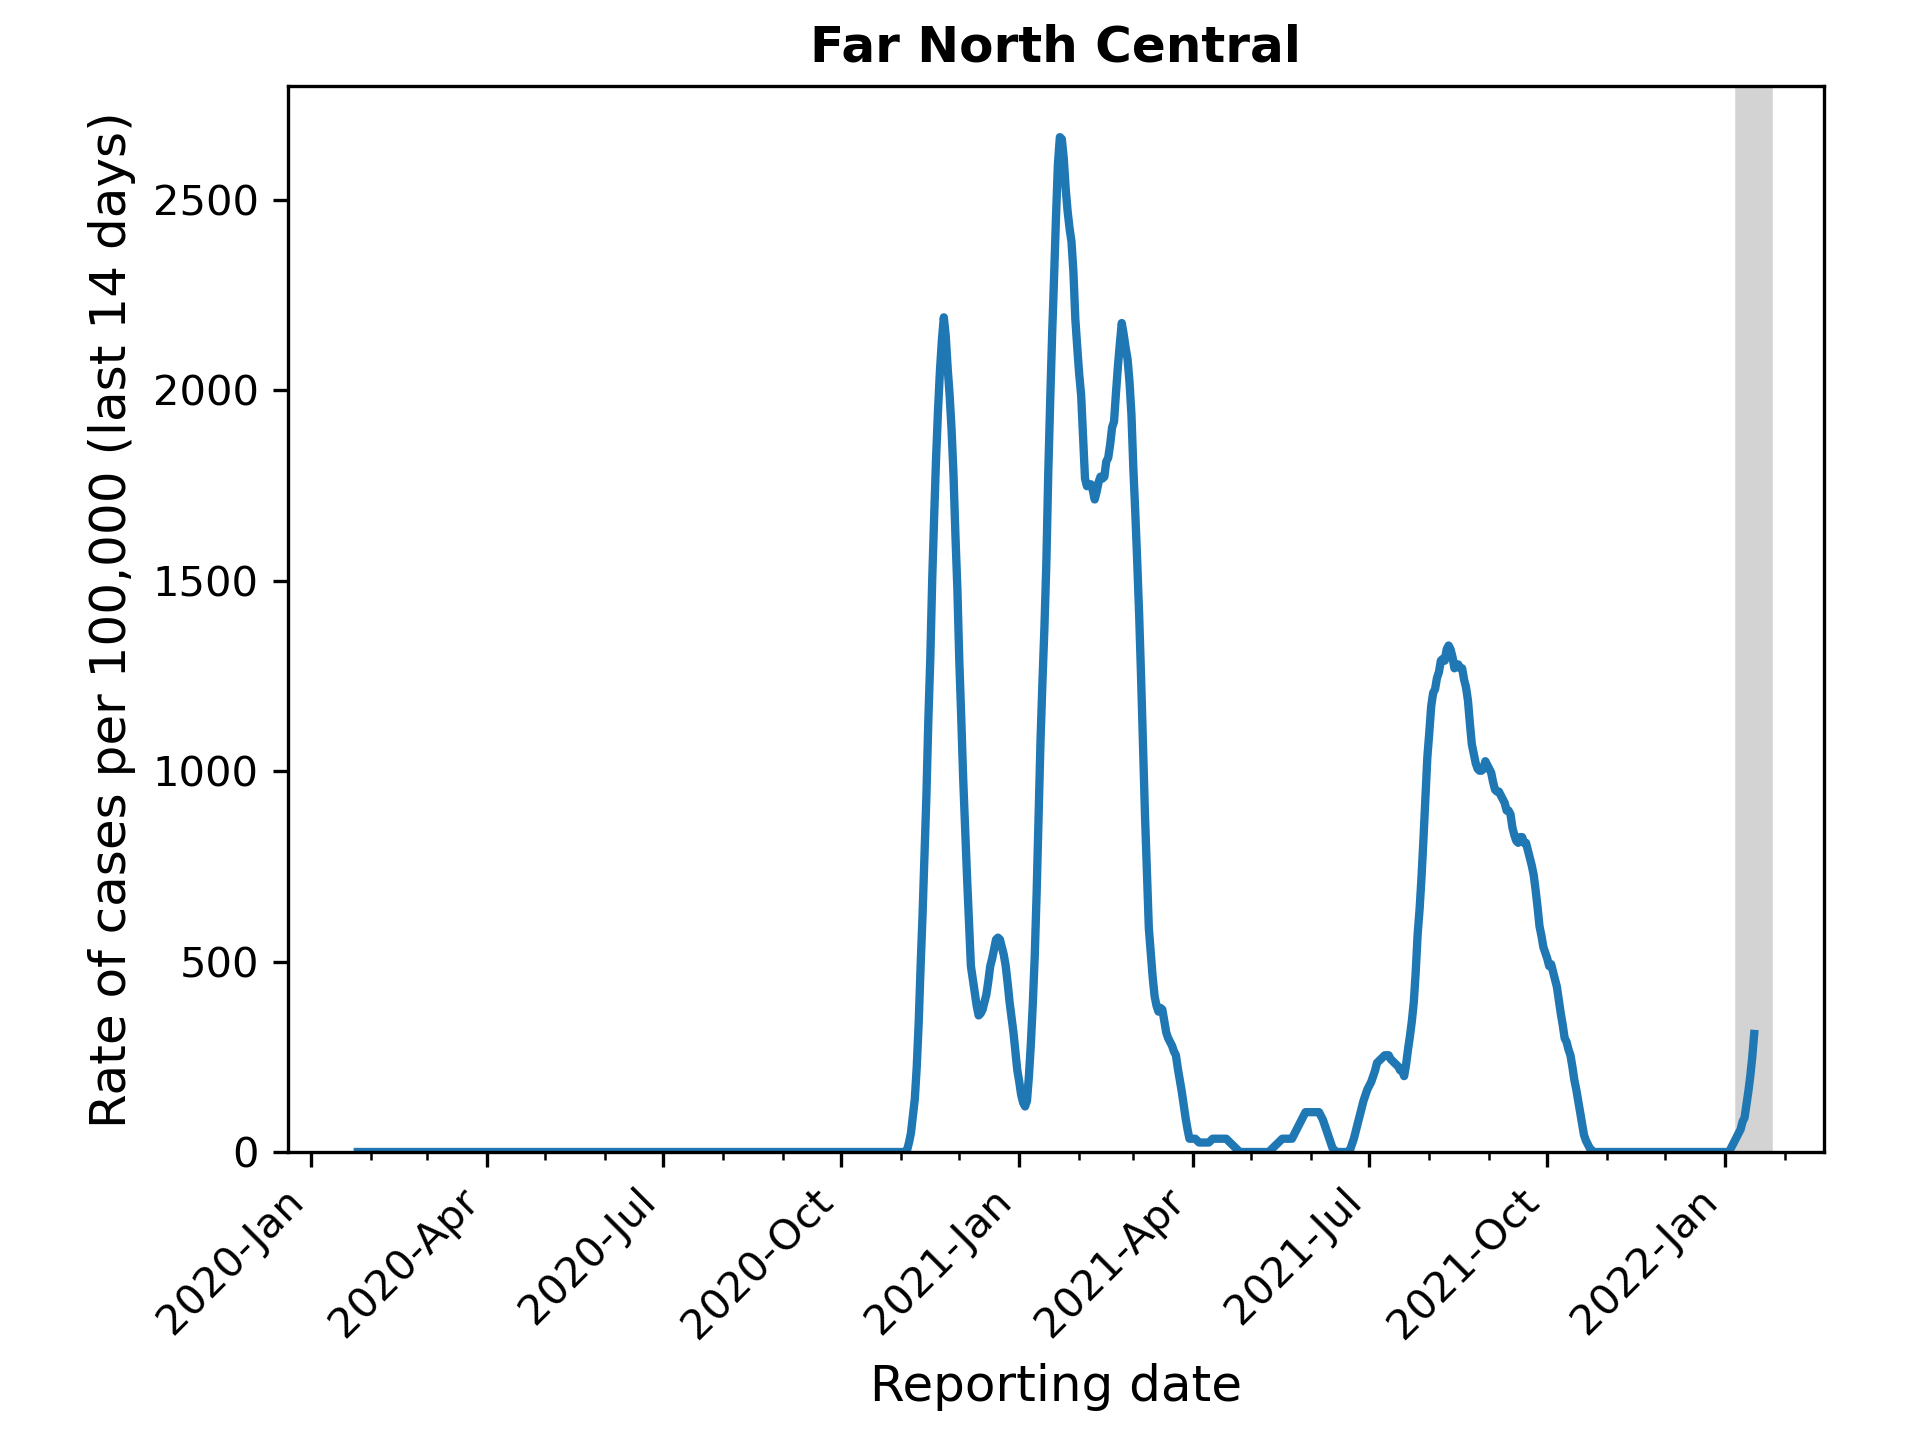 Far North Central
Rate of cases per 100,000 (last 14 days)
2500
2000
1500
1000
500
0
2020-Jan
2020-Apr
2020-Jul
2020-Oct
2021-Jan
2021-Apr
2021-Jul
2021-Oct
2022-Jan
Reporting date